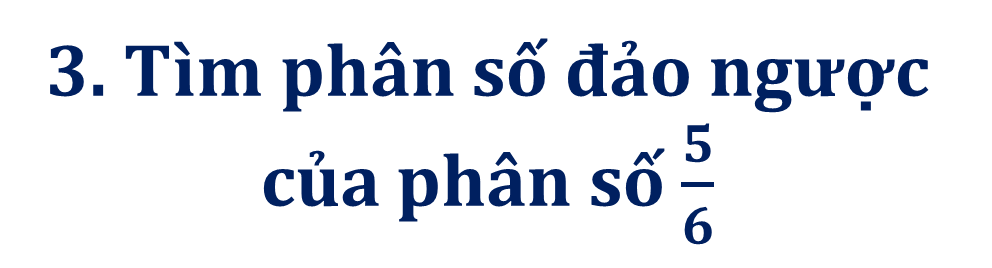 3. Tìm phân số đảo ngược
của phân số 5/6